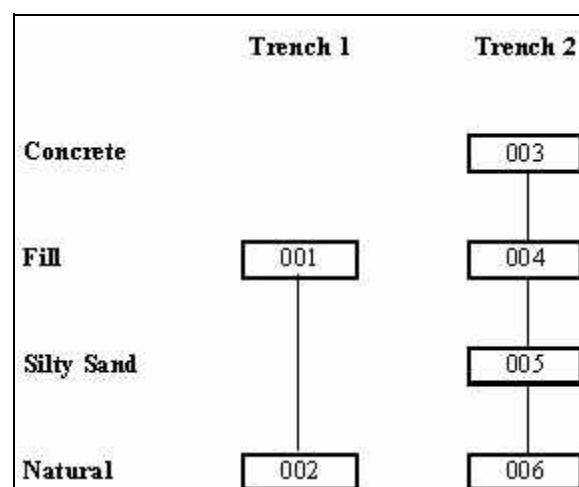 Trench 1 Trench 2
Concrete 003
Fill 001 004
Silty Sand 005
Natural 002 006